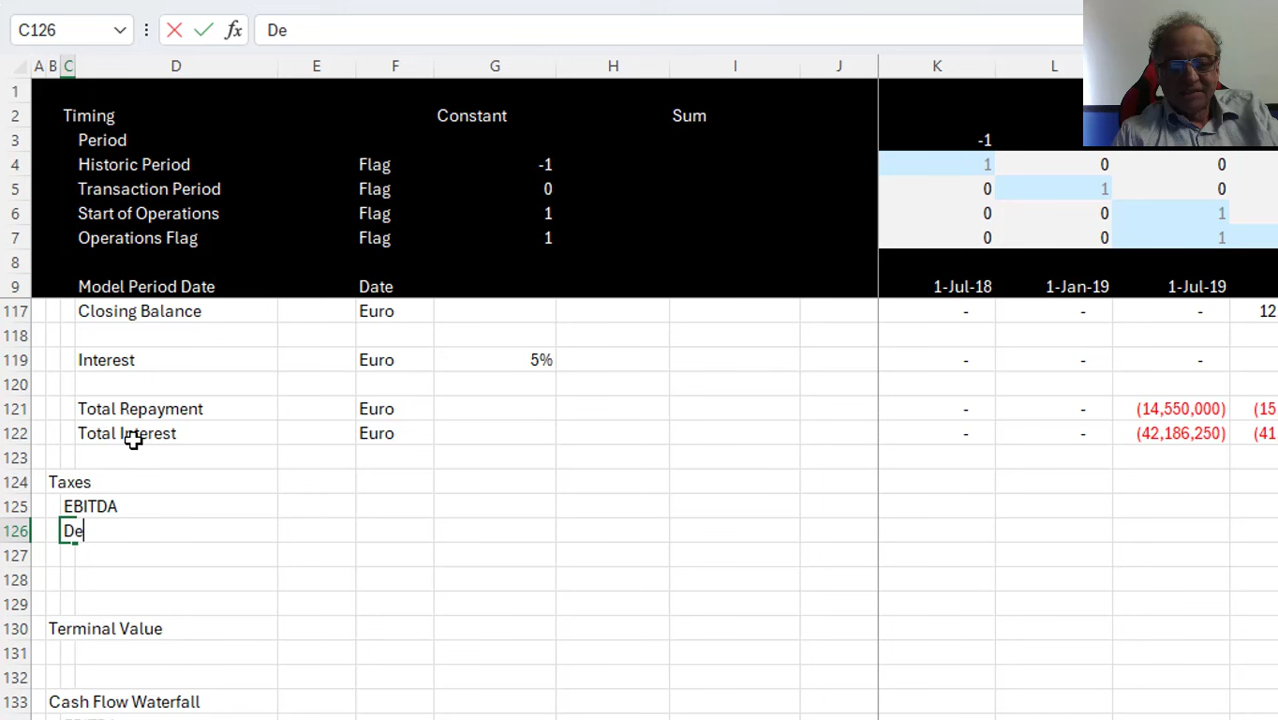 C126 fx De
A B C D E F G H I J K L
1
2 Timing Constant Sum
3 Period -1
4 Historic Period Flag -1 1 0 0
5 Transaction Period Flag 0 0 1 0
6 Start of Operations Flag 1 0 0 1
7 Operations Flag Flag 1 0 0 1
8
9 Model Period Date Date 1-Jul-18 1-Jan-19 1-Jul-19
117 Closing Balance Euro - - - 12
118
119 Interest Euro 5% - - -
120
121 Total Repayment Euro - - (14,550,000) (15
122 Total Interest Euro - - (42,186,250) (41
123
124 Taxes
125 EBITDA
126 De
127
128
129
130 Terminal Value
131
132
133 Cash Flow Waterfall